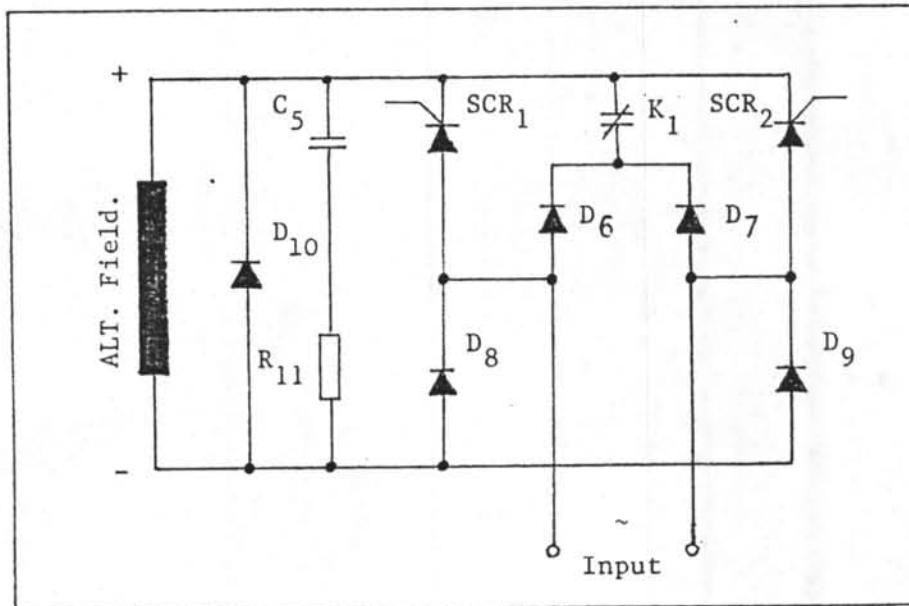 +
C5
SCR1
K1
SCR2
ALT. Field.
D10
D6
D7
R11
D8
D9
-
~
Input